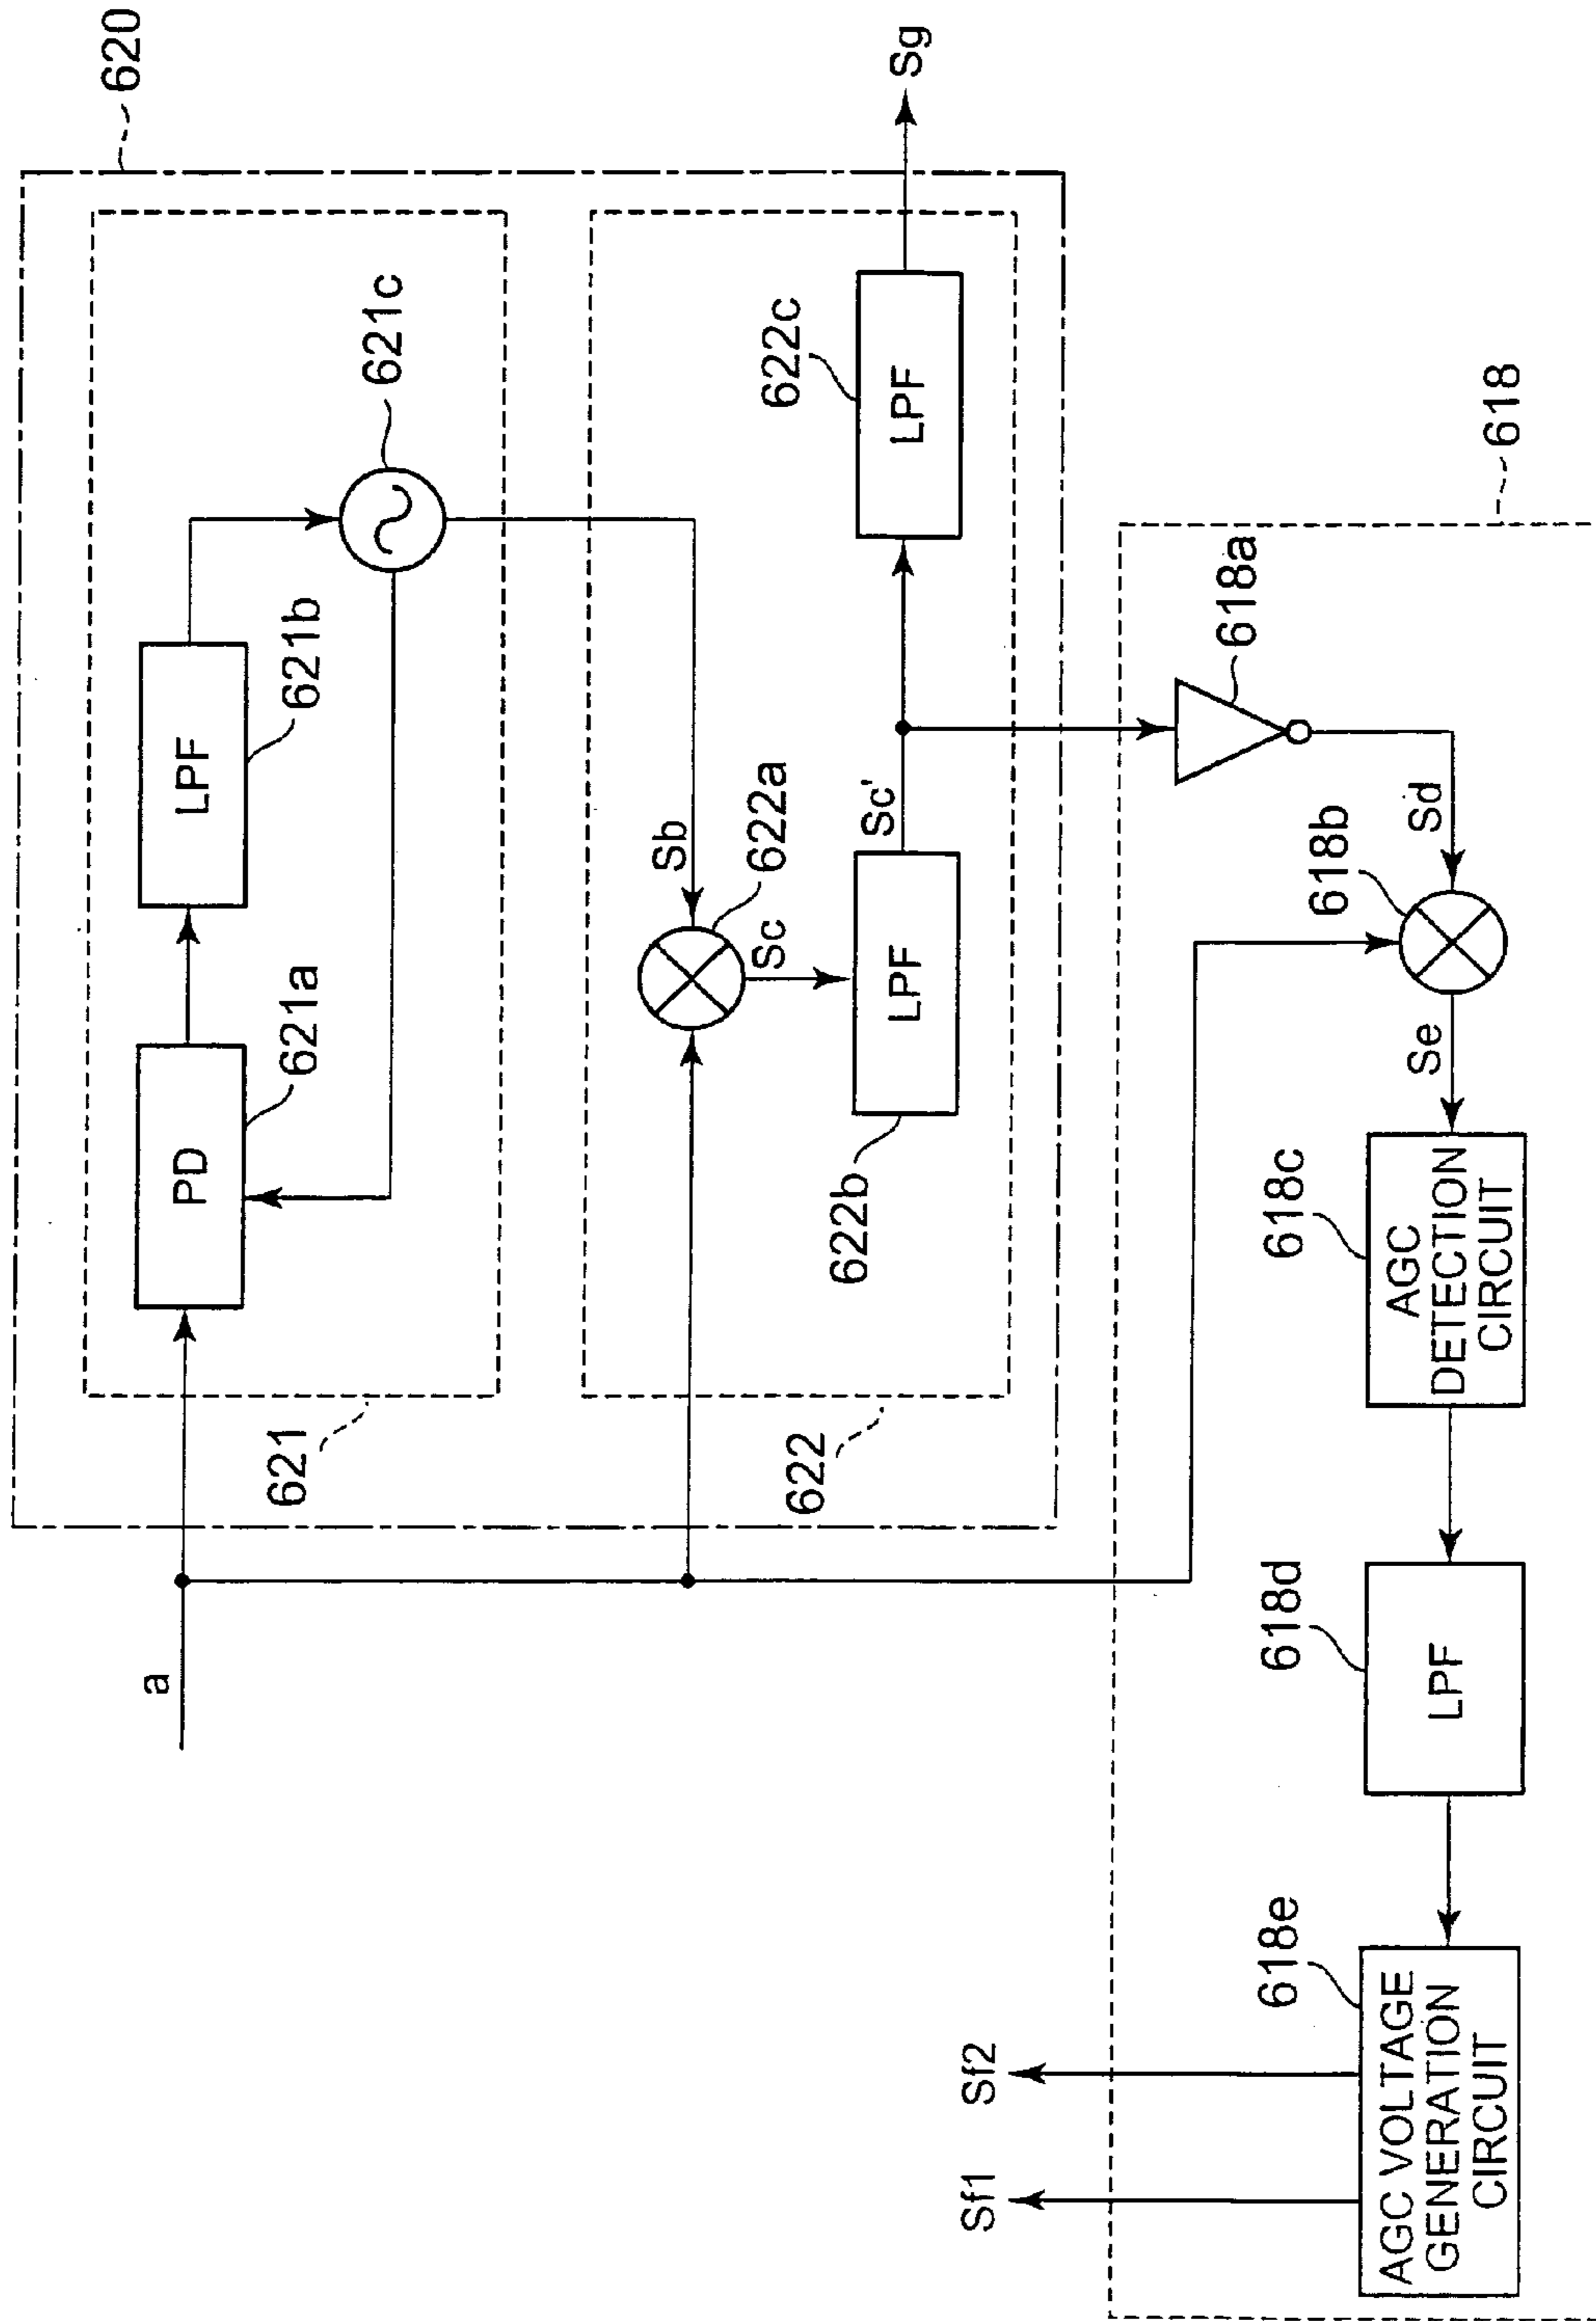 620
621
PD
621a
LPF
621b
621c
a
622
Sb
622a
Sc
LPF
622b
Sc'
LPF
622c
Sg
618
618a
Sd
618b
Se
AGC
DETECTION
CIRCUIT
618c
LPF
618d
AGC VOLTAGE
GENERATION
CIRCUIT
618e
Sf1
Sf2